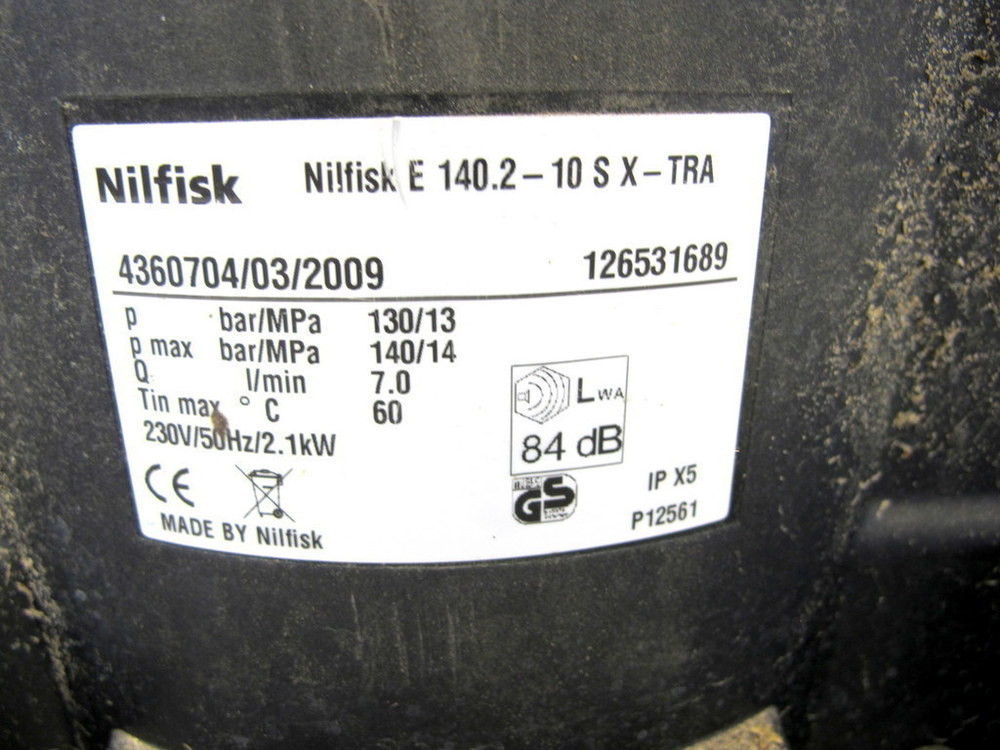 Nilfisk Nilfisk E 140.2 – 10 S X – TRA
4360704/03/2009 126531689
p bar/MPa 130/13
p max bar/MPa 140/14
Q l/min 7.0
Tin max ° C 60
230V/50Hz/2.1kW
LWA
84 dB
CE
GS
IP X5
MADE BY Nilfisk
P12561